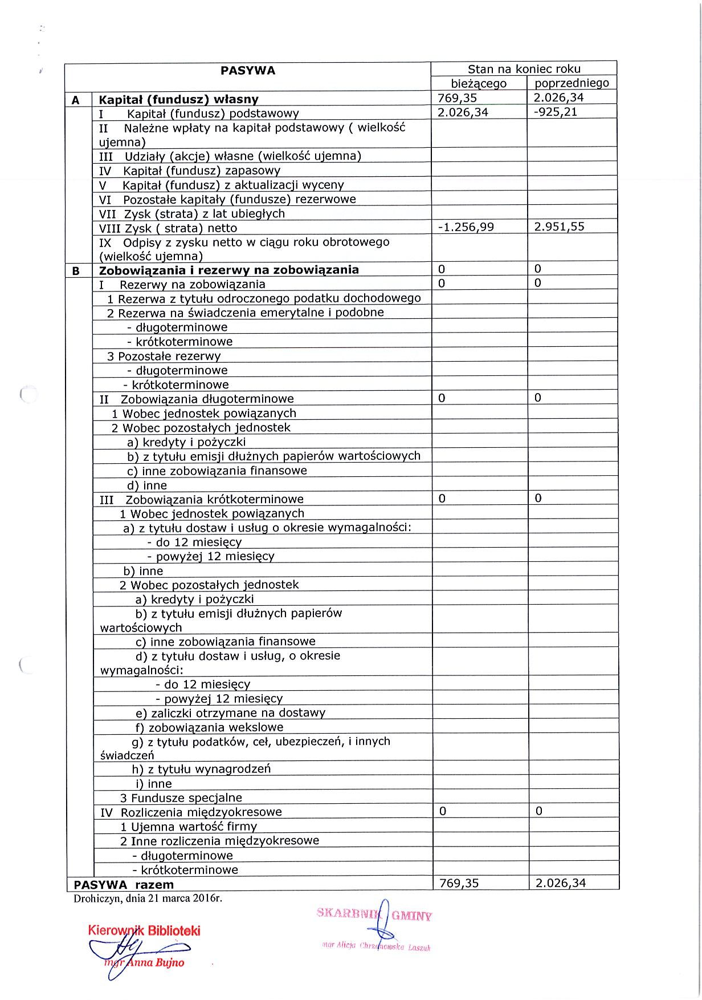 PASYWA Stan na koniec roku
bieżącego poprzedniego
A Kapitał (fundusz) własny 769,35 2.026,34
I Kapitał (fundusz) podstawowy 2.026,34 -925,21
II Należne wpłaty na kapitał podstawowy ( wielkość
ujemna)
III Udziały (akcje) własne (wielkość ujemna)
IV Kapitał (fundusz) zapasowy
V Kapitał (fundusz) z aktualizacji wyceny
VI Pozostałe kapitały (fundusze) rezerwowe
VII Zysk (strata) z lat ubiegłych
VIII Zysk ( strata) netto -1.256,99 2.951,55
IX Odpisy z zysku netto w ciągu roku obrotowego
(wielkość ujemna)
B Zobowiązania i rezerwy na zobowiązania 0 0
I Rezerwy na zobowiązania 0 0
1 Rezerwa z tytułu odroczonego podatku dochodowego
2 Rezerwa na świadczenia emerytalne i podobne
- długoterminowe
- krótkoterminowe
3 Pozostałe rezerwy
- długoterminowe
- krótkoterminowe
II Zobowiązania długoterminowe 0 0
1 Wobec jednostek powiązanych
2 Wobec pozostałych jednostek
a) kredyty i pożyczki
b) z tytułu emisji dłużnych papierów wartościowych
c) inne zobowiązania finansowe
d) inne
III Zobowiązania krótkoterminowe 0 0
1 Wobec jednostek powiązanych
a) z tytułu dostaw i usług o okresie wymagalności:
- do 12 miesięcy
- powyżej 12 miesięcy
b) inne
2 Wobec pozostałych jednostek
a) kredyty i pożyczki
b) z tytułu emisji dłużnych papierów
wartościowych
c) inne zobowiązania finansowe
d) z tytułu dostaw i usług, o okresie
wymagalności:
- do 12 miesięcy
- powyżej 12 miesięcy
e) zaliczki otrzymane na dostawy
f) zobowiązania wekslowe
g) z tytułu podatków, ceł, ubezpieczeń, i innych
świadczeń
h) z tytułu wynagrodzeń
i) inne
3 Fundusze specjalne
IV Rozliczenia międzyokresowe 0 0
1 Ujemna wartość firmy
2 Inne rozliczenia międzyokresowe
- długoterminowe
- krótkoterminowe
PASYWA razem 769,35 2.026,34
Drohiczyn, dnia 21 marca 2016r.
SKARBNIK GMINY
Kierownik Biblioteki
mgr Alicja Chrzanowska Laszuk
mgr Anna Bujno